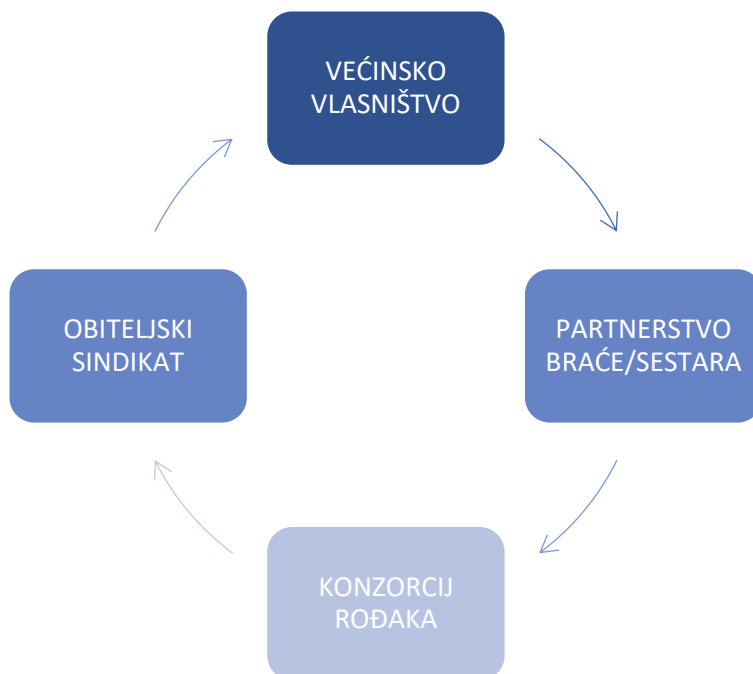 VEĆINSKO
VLASNIŠTVO
PARTNERSTVO
BRAĆE/SESTARA
KONZORCIJ
ROĐAKA
OBITELJSKI
SINDIKAT